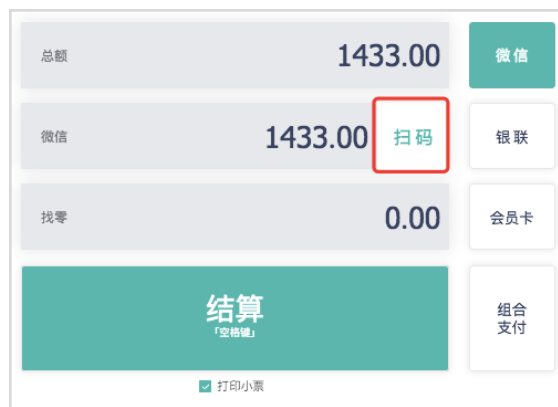 总额 1433.00 微信
微信 1433.00 扫码 银联
找零 0.00 会员卡
结算
「空格键」
组合
支付
打印小票